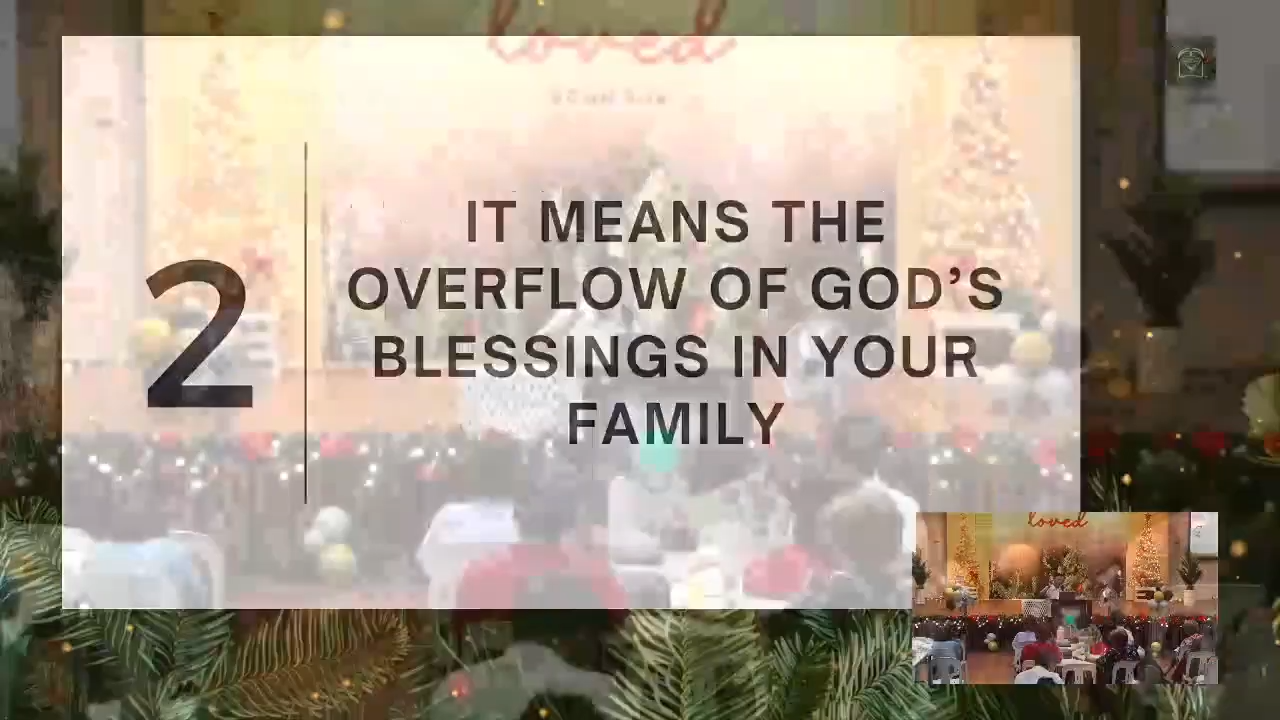 loved
2
IT MEANS THE
OVERFLOW OF GOD’S
BLESSINGS IN YOUR
FAMILY
loved